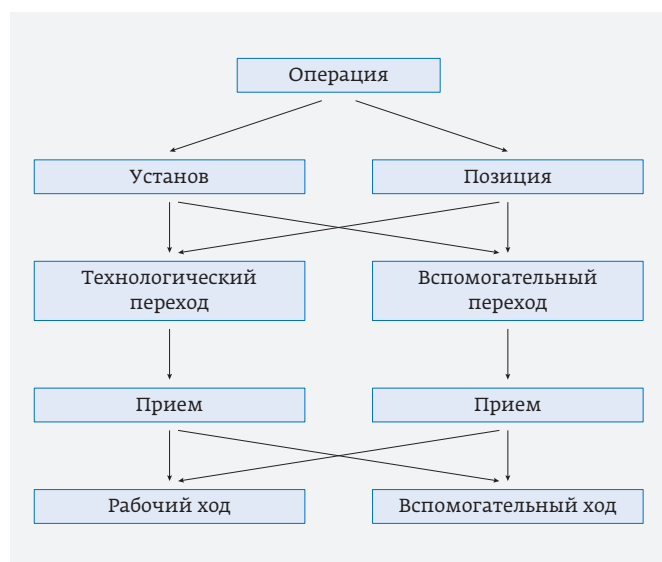 Операция
Установ
Позиция
Технологический
переход
Вспомогательный
переход
Прием
Прием
Рабочий ход
Вспомогательный ход